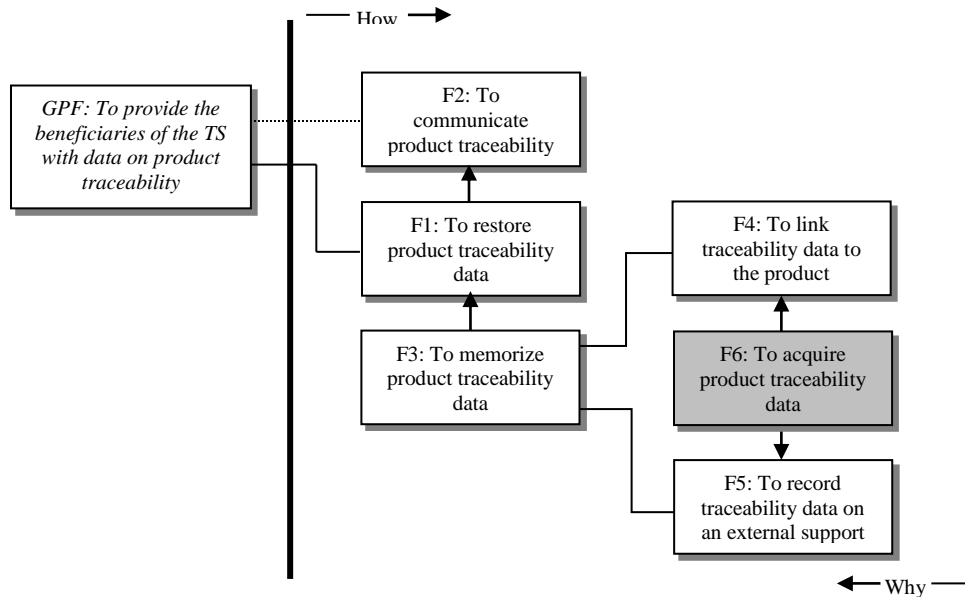 How
GPF: To provide the
beneficiaries of the TS
with data on product
traceability
F2: To
communicate
product traceability
F1: To restore
product traceability
data
F4: To link
traceability data to
the product
F3: To memorize
product traceability
data
F6: To acquire
product traceability
data
F5: To record
traceability data on
an external support
Why